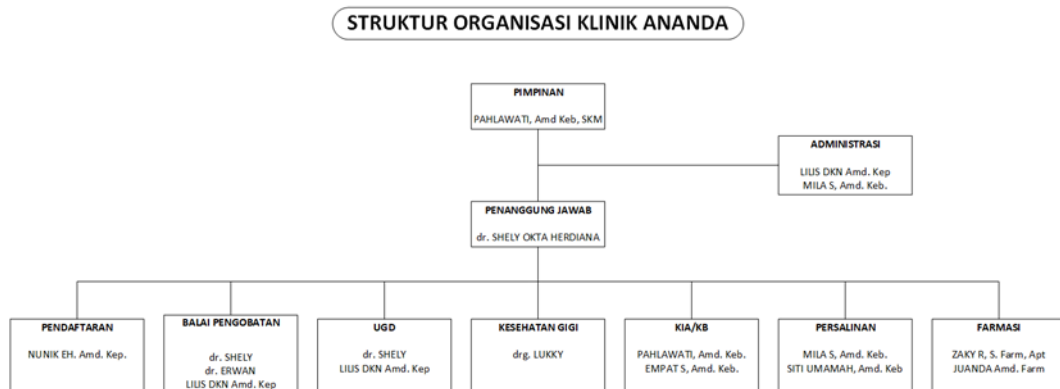 STRUKTUR ORGANISASI KLINIK ANANDA
PIMPINAN
PAHLAWATI, Amd Keb, SKM
ADMINISTRASI
LILIS DKN Amd. Kep
MILA S, Amd. Keb.
PENANGGUNG JAWAB
dr. SHELY OKTA HERDIANA
PENDAFTARAN
NUNIK EH. Amd. Kep.
BALAI PENGOBATAN
dr. SHELY
dr. ERWAN
LILIS DKN Amd. Kep
UGD
dr. SHELY
LILIS DKN Amd. Kep
KESEHATAN GIGI
drg. LUKKY
KIA/KB
PAHLAWATI, Amd. Keb.
EMPAT S, Amd. Keb.
PERSALINAN
MILA S, Amd. Keb.
SITI UMAMAH, Amd. Keb
FARMASI
ZAKY R, S. Farm, Apt
JUANDA Amd. Farm